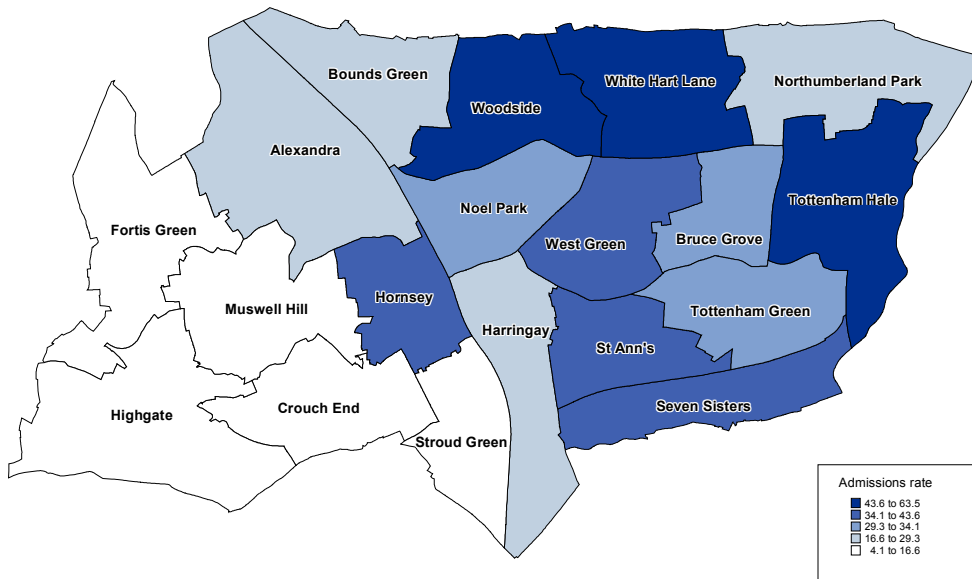 Bounds Green
White Hart Lane
Northumberland Park
Woodside
Alexandra
Tottenham Hale
Noel Park
Fortis Green
West Green
Bruce Grove
Hornsey
Muswell Hill
Tottenham Green
Harringay
St Ann's
Seven Sisters
Crouch End
Highgate
Stroud Green
Admissions rate
43.6 to 63.5
34.1 to 43.6
29.3 to 34.1
16.6 to 29.3
4.1 to 16.6